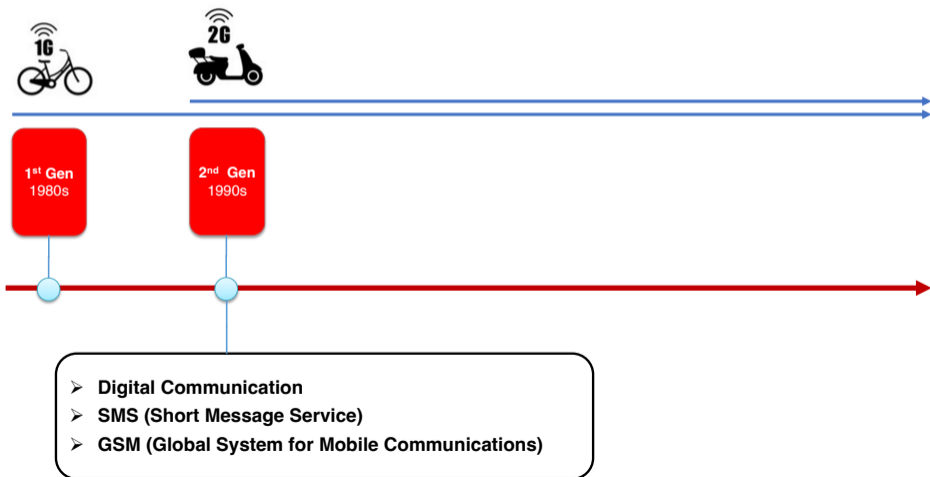 1G
2G
1st Gen
1980s
2nd Gen
1990s
➢ Digital Communication
➢ SMS (Short Message Service)
➢ GSM (Global System for Mobile Communications)